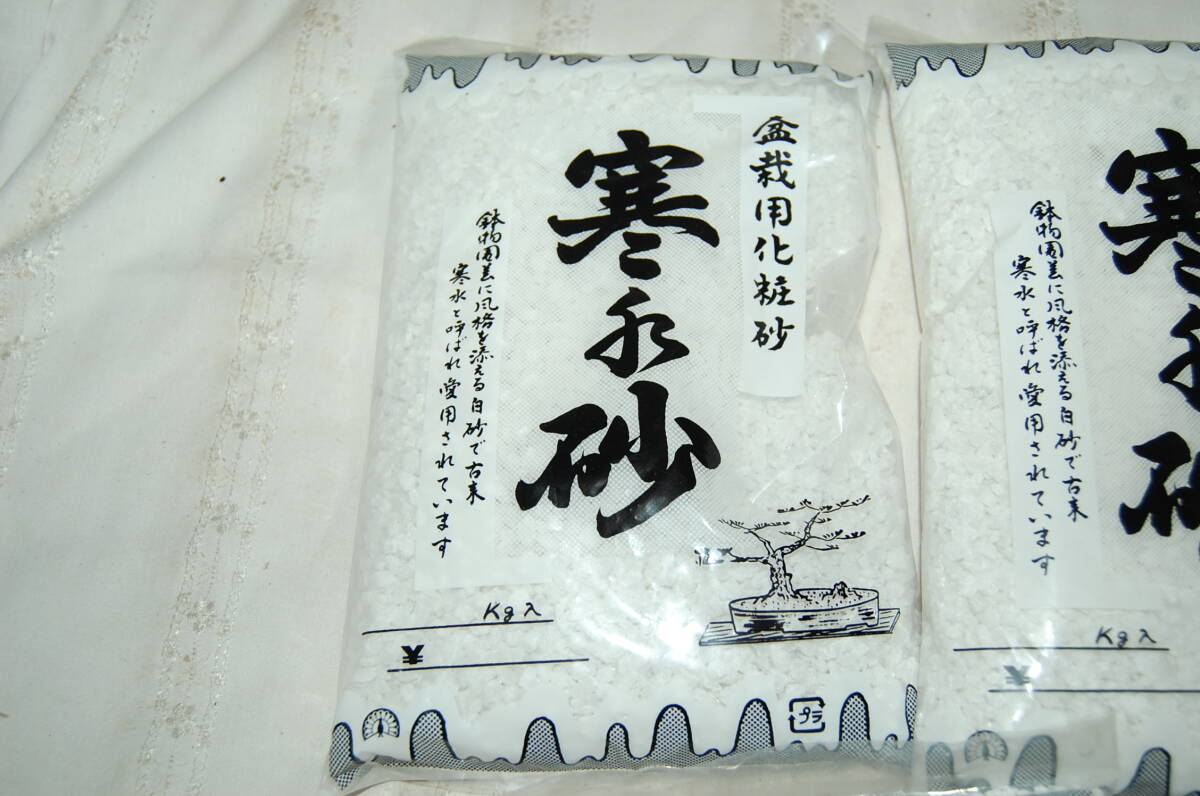 盆栽用化粧砂
寒水砂
鉢物園芸に風格を添える白砂で古来
寒水と呼ばれ愛用されています
Kg入
¥
プラ
寒水砂
鉢物園芸に風格を添える白砂で古来
寒水と呼ばれ愛用されています
Kg入
¥